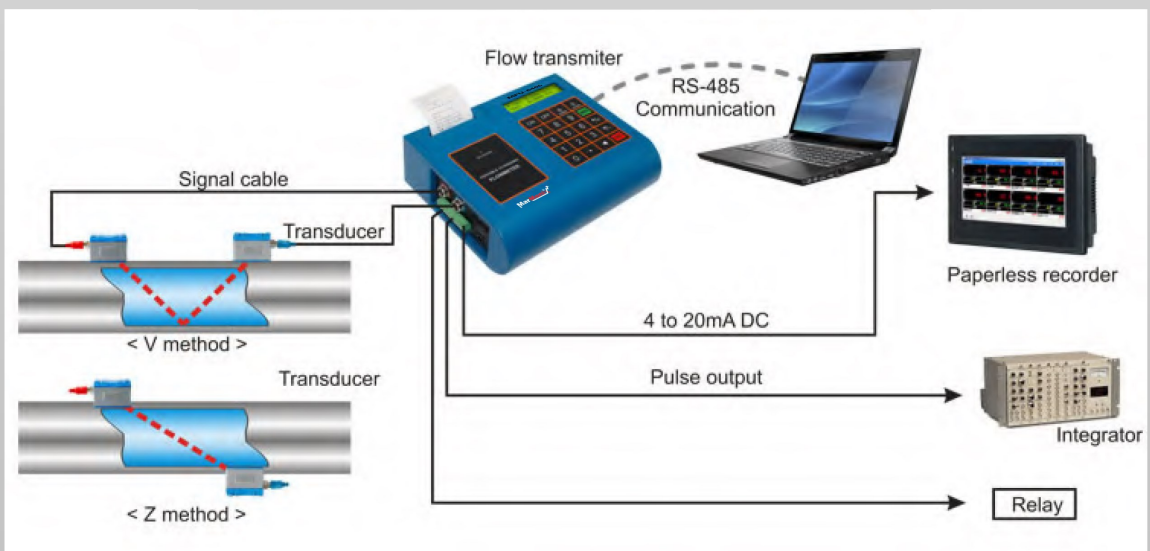 Flow transmiter
RS-485
Communication
Signal cable
Transducer
FLOWMETER
< V method >
Paperless recorder
4 to 20mA DC
Transducer
Pulse output
Integrator
< Z method >
Relay